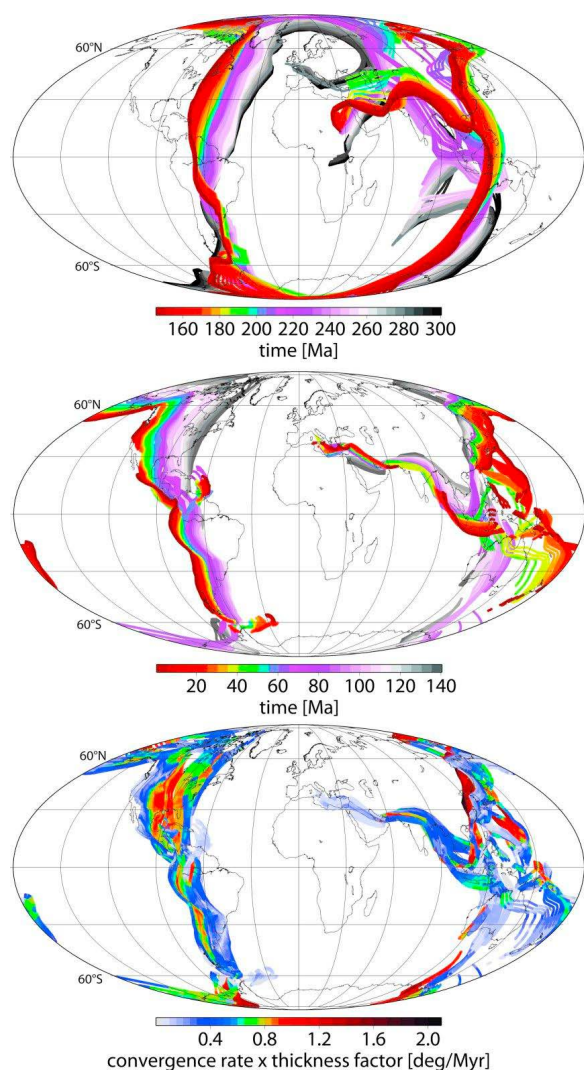 60°N
60°S
160 180 200 220 240 260 280 300
time [Ma]
60°N
60°S
20 40 60 80 100 120 140
time [Ma]
60°N
60°S
0.4 0.8 1.2 1.6 2.0
convergence rate x thickness factor [deg/Myr]